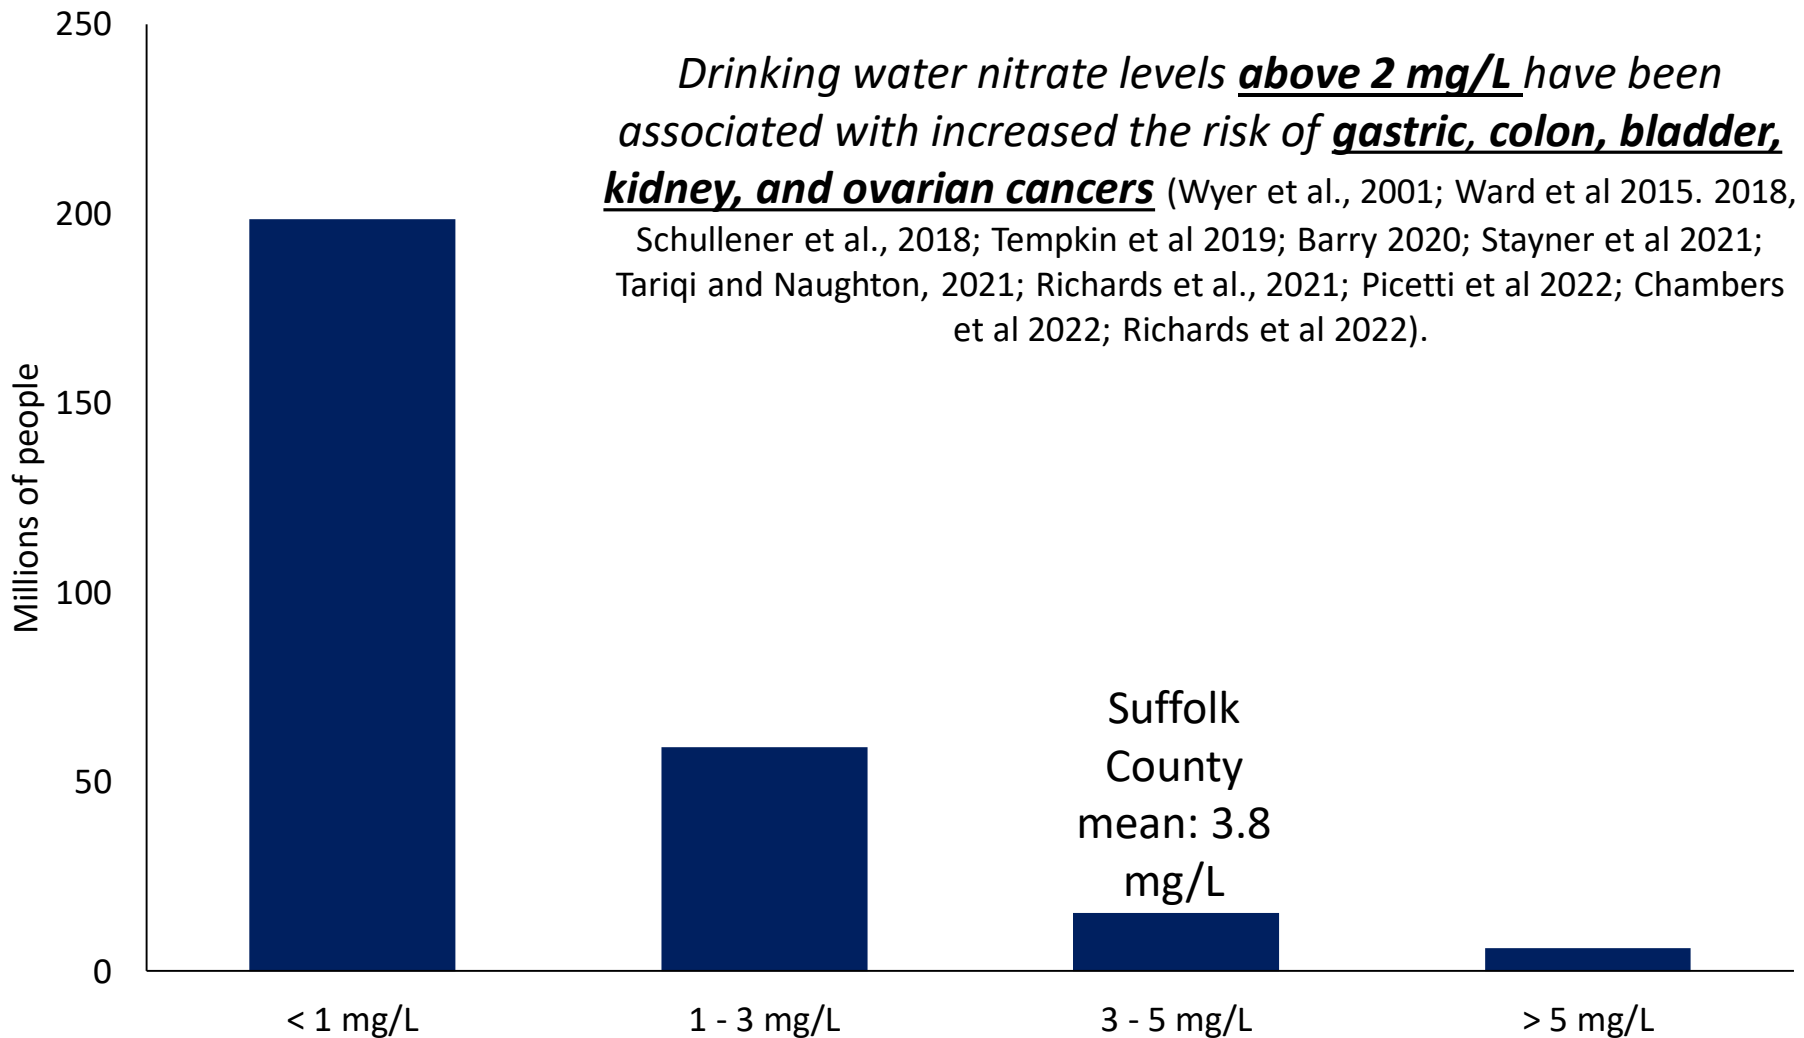 250
200
150
100
50
0
Millions of people
Drinking water nitrate levels above 2 mg/L have been
associated with increased the risk of gastric, colon, bladder,
kidney, and ovarian cancers (Wyer et al., 2001; Ward et al 2015. 2018,
Schullener et al., 2018; Tempkin et al 2019; Barry 2020; Stayner et al 2021;
Tariqi and Naughton, 2021; Richards et al., 2021; Picetti et al 2022; Chambers
et al 2022; Richards et al 2022).
Suffolk
County
mean: 3.8
mg/L
< 1 mg/L
1 - 3 mg/L
3 - 5 mg/L
> 5 mg/L